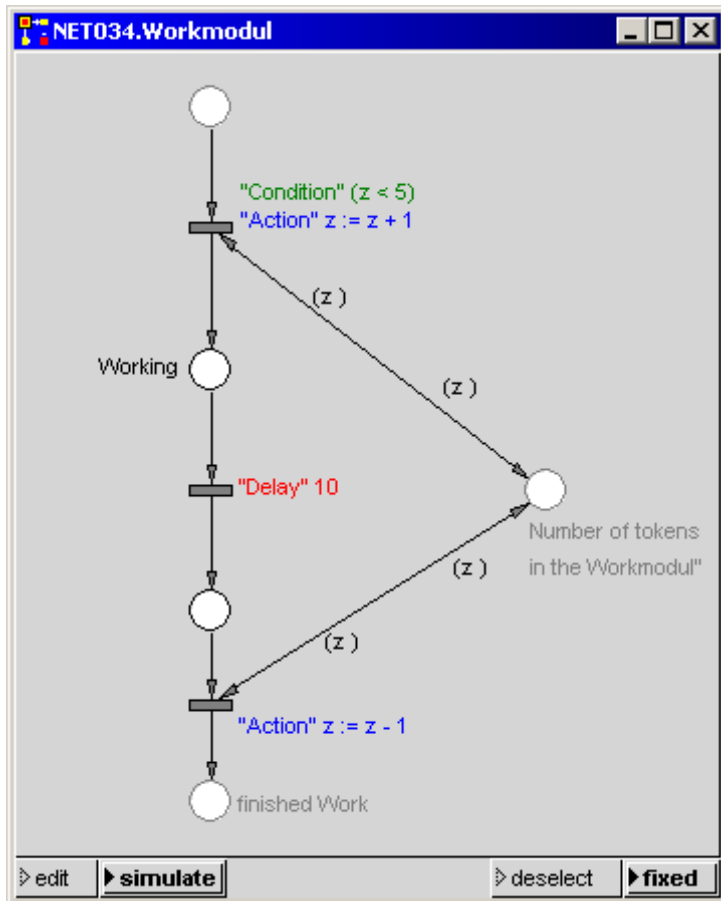 NET034.Workmodul
"Condition" (z < 5)
"Action" z := z + 1
(z )
(z )
Working
"Delay" 10
Number of tokens
in the Workmodul"
(z )
(z )
"Action" z := z - 1
finished Work
edit
simulate
deselect
fixed